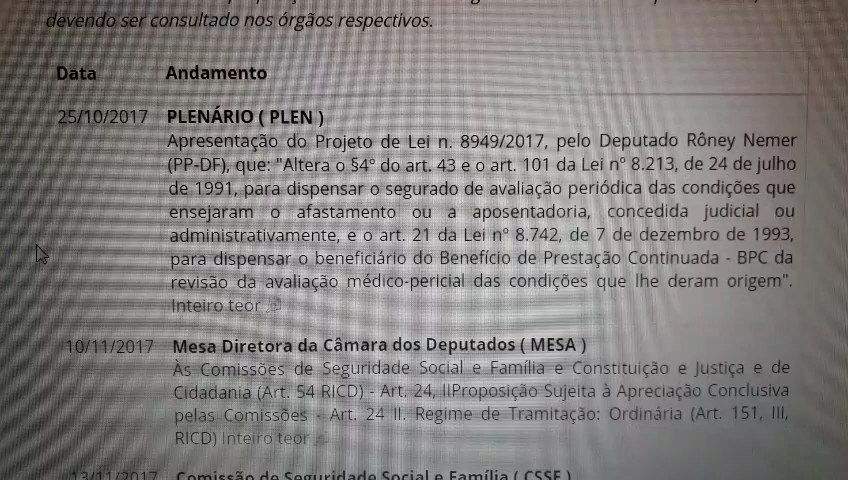 devendo ser consultado nos órgãos respectivos.
Data Andamento
25/10/2017 PLENÁRIO ( PLEN )
Apresentação do Projeto de Lei n. 8949/2017, pelo Deputado Rôney Nemer
(PP-DF), que: "Altera o §4º do art. 43 e o art. 101 da Lei nº 8.213, de 24 de julho
de 1991, para dispensar o segurado de avaliação periódica das condições que
ensejaram o afastamento ou a aposentadoria, concedida judicial ou
administrativamente, e o art. 21 da Lei nº 8.742, de 7 de dezembro de 1993,
para dispensar o beneficiário do Benefício de Prestação Continuada - BPC da
revisão da avaliação médico-pericial das condições que lhe deram origem".
Inteiro teor
10/11/2017 Mesa Diretora da Câmara dos Deputados ( MESA )
Às Comissões de Seguridade Social e Família e Constituição e Justiça e de
Cidadania (Art. 54 RICD) - Art. 24, IIProposição Sujeita à Apreciação Conclusiva
pelas Comissões - Art. 24 II. Regime de Tramitação: Ordinária (Art. 151, III,
RICD) Inteiro teor
13/11/2017 Comissão de Seguridade Social e Família ( CSSF )